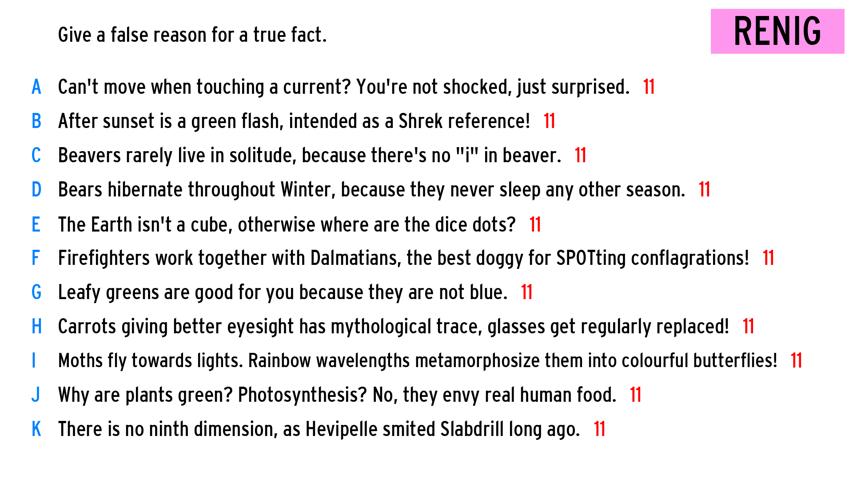 Give a false reason for a true fact.
RENIG
A Can't move when touching a current? You're not shocked, just surprised. 11
B After sunset is a green flash, intended as a Shrek reference! 11
C Beavers rarely live in solitude, because there's no "i" in beaver. 11
D Bears hibernate throughout Winter, because they never sleep any other season. 11
E The Earth isn't a cube, otherwise where are the dice dots? 11
F Firefighters work together with Dalmatians, the best doggy for SPOTting conflagrations! 11
G Leafy greens are good for you because they are not blue. 11
H Carrots giving better eyesight has mythological trace, glasses get regularly replaced! 11
I Moths fly towards lights. Rainbow wavelengths metamorphosize them into colourful butterflies! 11
J Why are plants green? Photosynthesis? No, they envy real human food. 11
K There is no ninth dimension, as Hevipelle smited Slabdrill long ago. 11